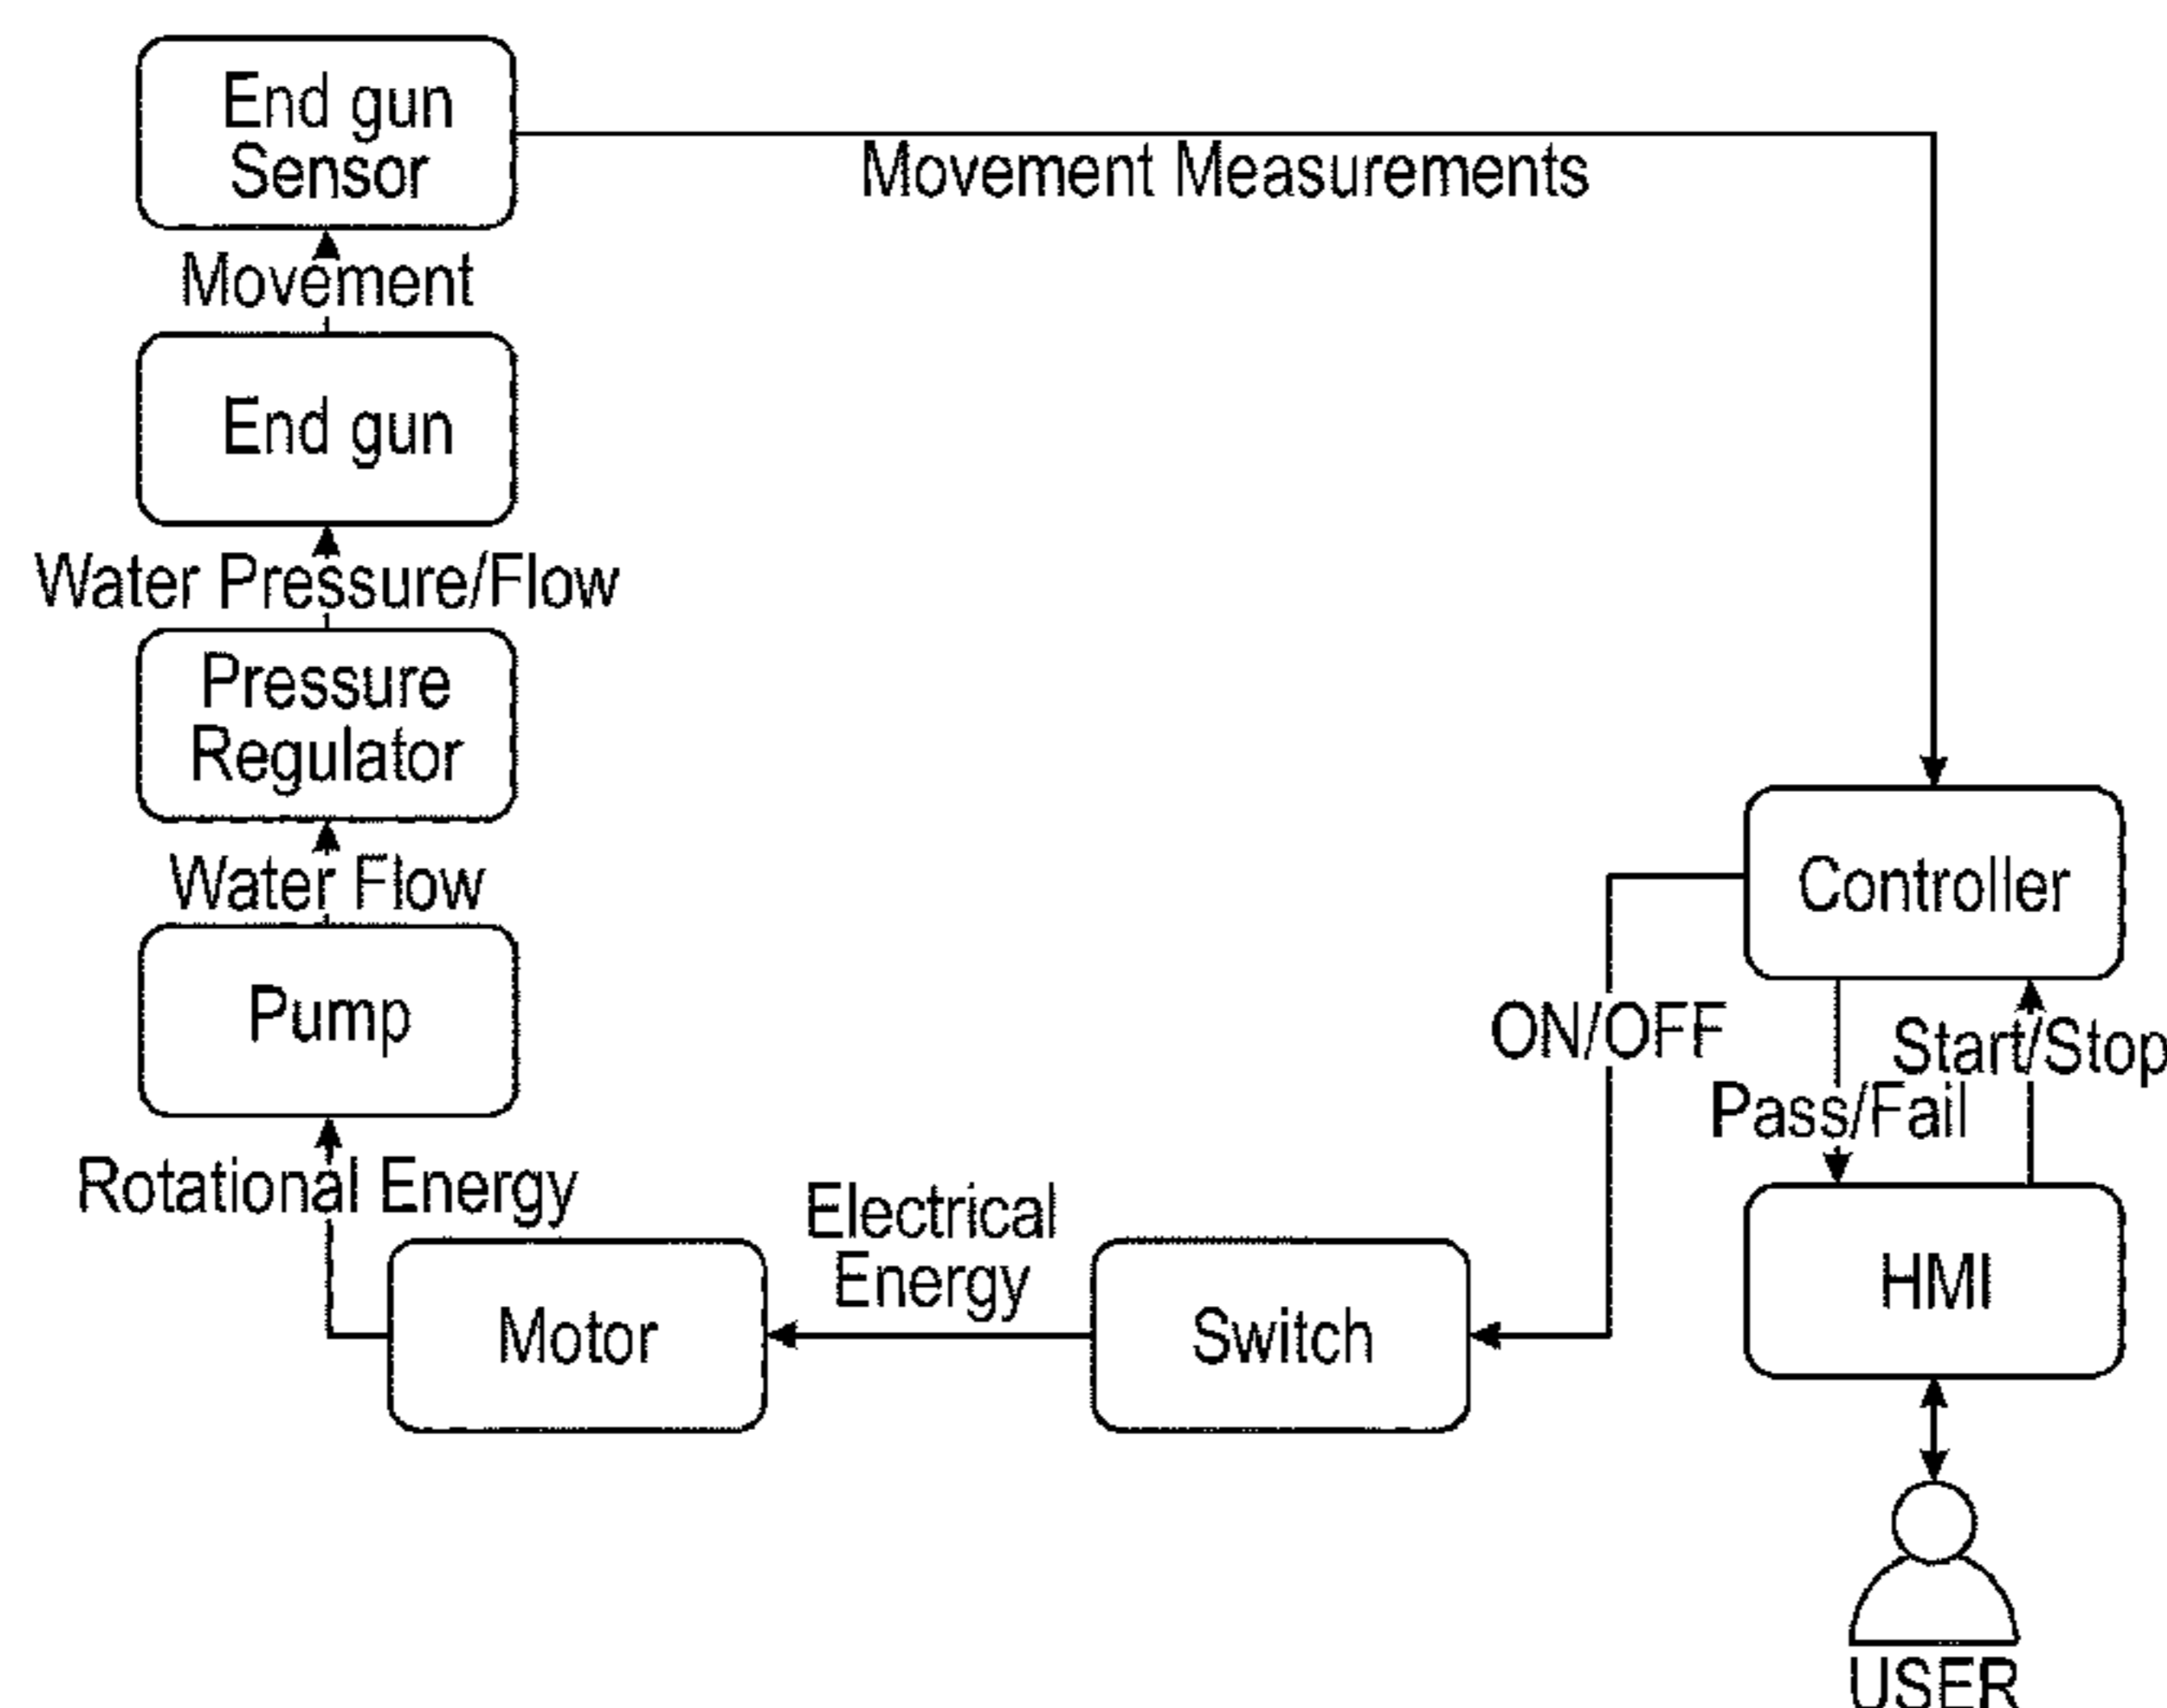 End gun
Sensor
Movement Measurements
Movement
End gun
Water Pressure/Flow
Pressure
Regulator
Water Flow
Controller
Pump
ON/OFF
Start/Stop
Pass/Fail
Rotational Energy
Electrical
Energy
HMI
Motor
Switch
USER